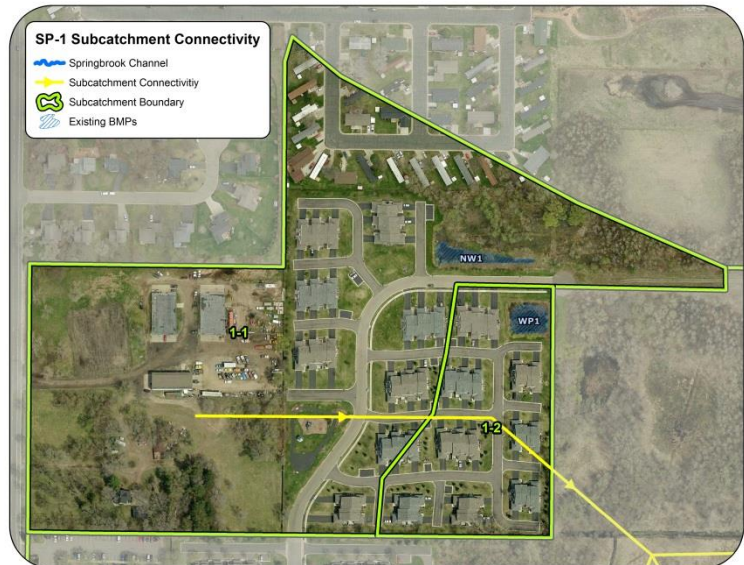 SP-1 Subcatchment Connectivity
Springbrook Channel
Subcatchment Connectivitiy
Subcatchment Boundary
Existing BMPs
NW1
WP1
1-1
1-2